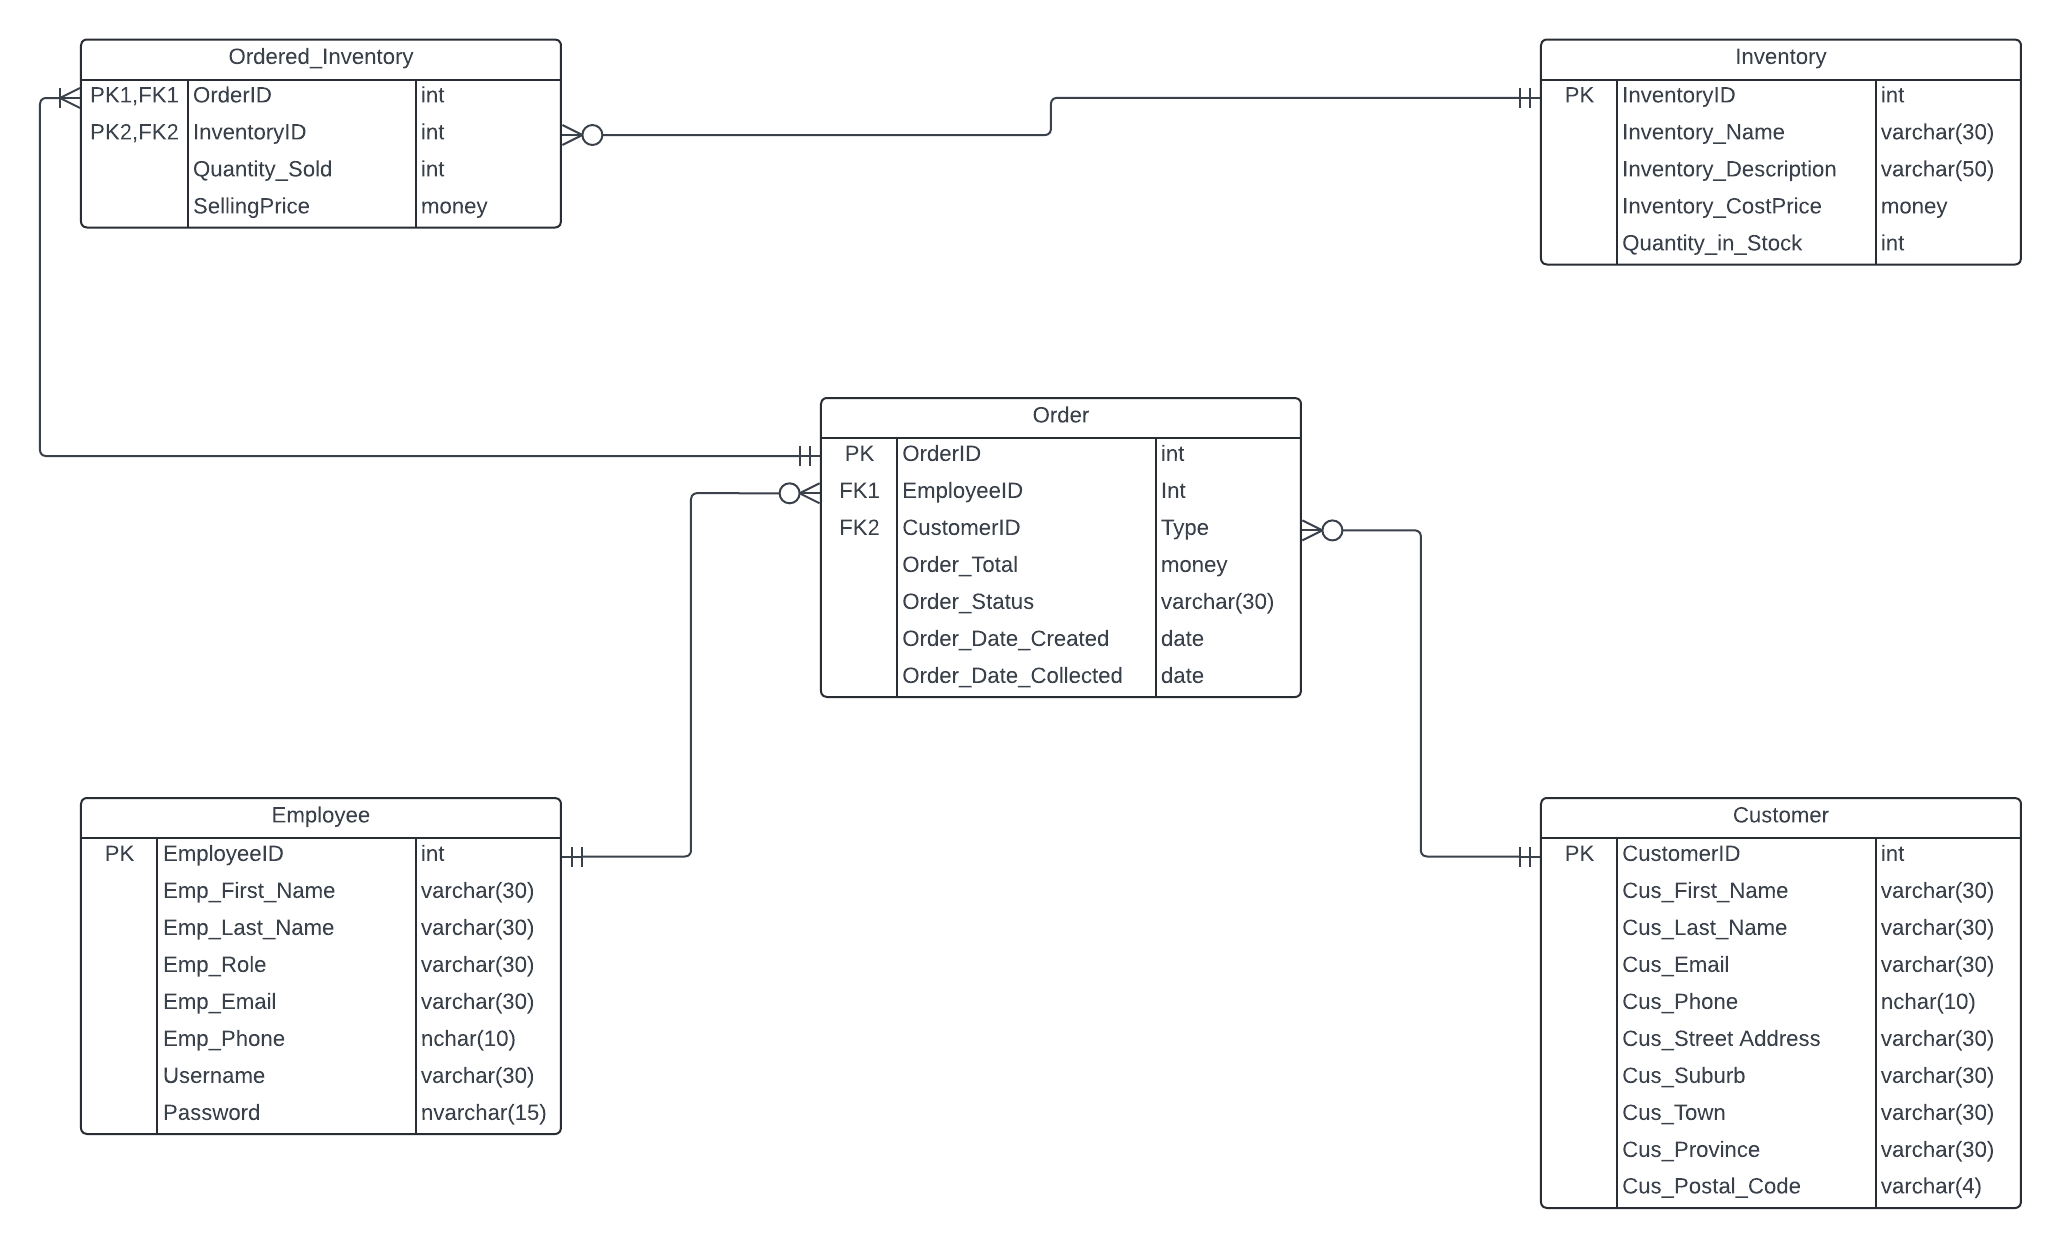 Ordered_Inventory
PK1,FK1 OrderID int
PK2,FK2 InventoryID int
Quantity_Sold int
SellingPrice money
Inventory
PK InventoryID int
Inventory_Name varchar(30)
Inventory_Description varchar(50)
Inventory_CostPrice money
Quantity_in_Stock int
Order
PK OrderID int
FK1 EmployeeID Int
FK2 CustomerID Type
Order_Total money
Order_Status varchar(30)
Order_Date_Created date
Order_Date_Collected date
Employee
PK EmployeeID int
Emp_First_Name varchar(30)
Emp_Last_Name varchar(30)
Emp_Role varchar(30)
Emp_Email varchar(30)
Emp_Phone nchar(10)
Username varchar(30)
Password nvarchar(15)
Customer
PK CustomerID int
Cus_First_Name varchar(30)
Cus_Last_Name varchar(30)
Cus_Email varchar(30)
Cus_Phone nchar(10)
Cus_Street Address varchar(30)
Cus_Suburb varchar(30)
Cus_Town varchar(30)
Cus_Province varchar(30)
Cus_Postal_Code varchar(4)